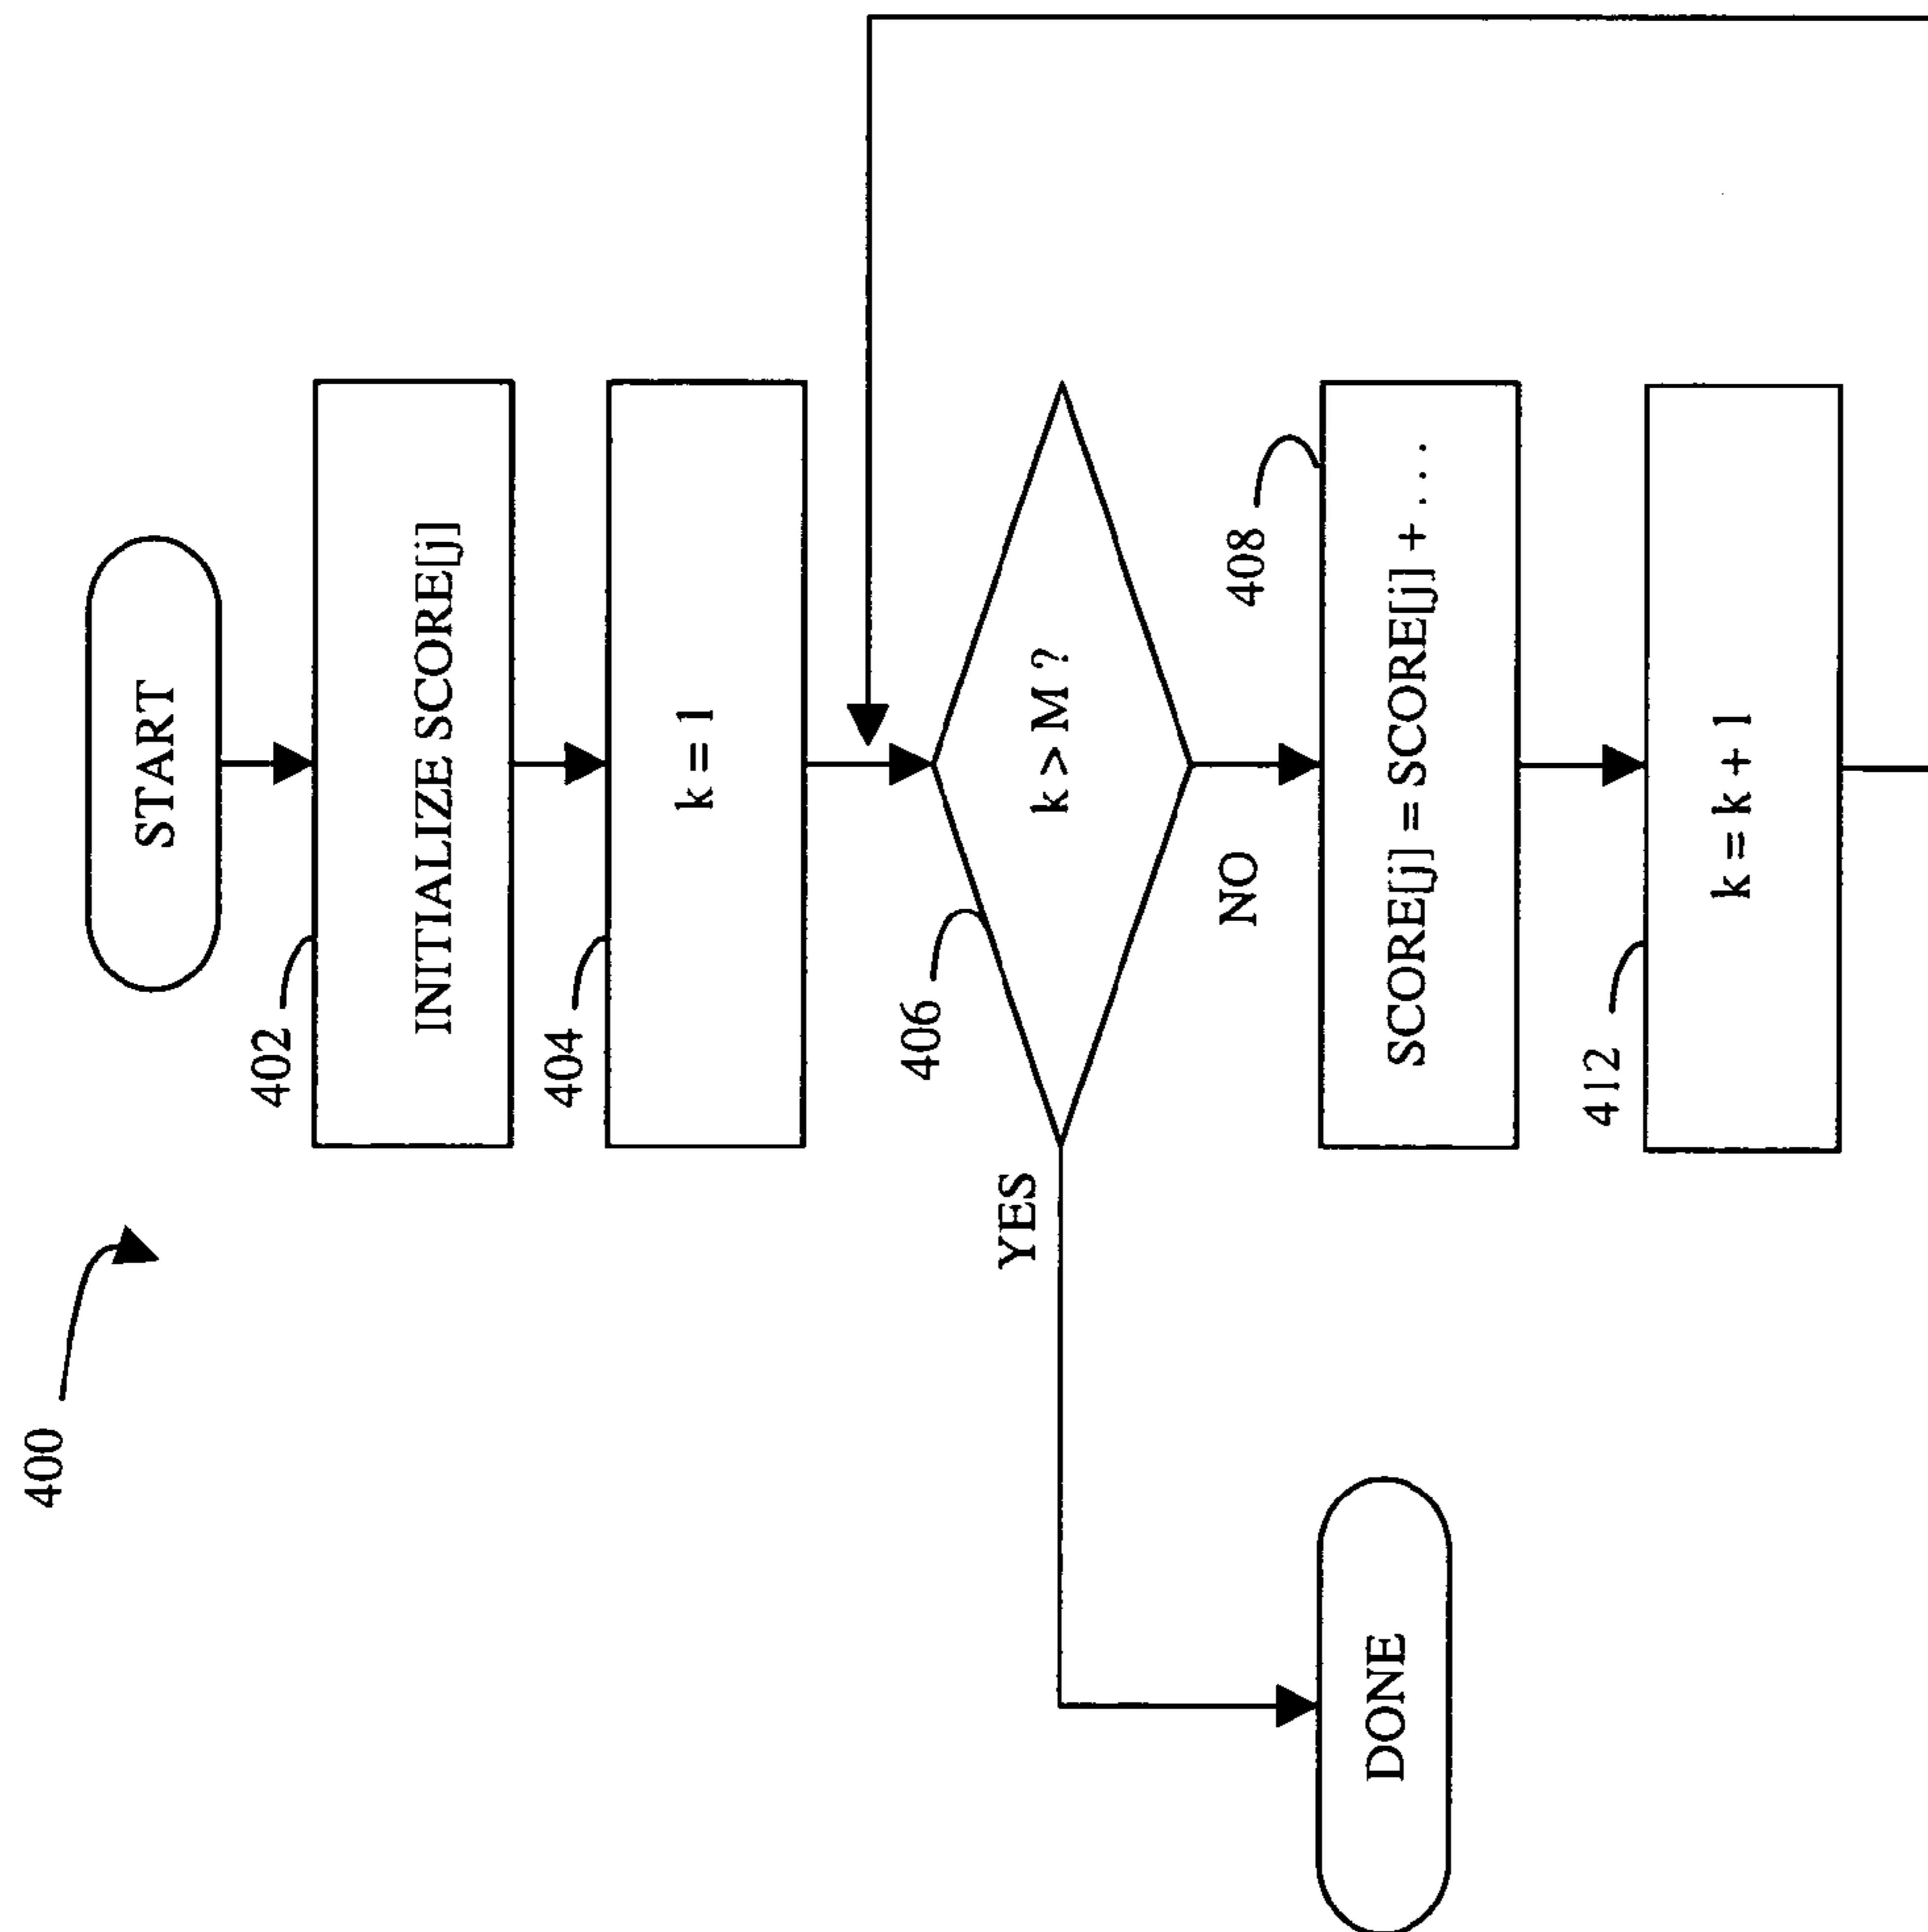 400
START
402
INITIALIZE SCORE[j]
404
k = 1
406
k > M ?
YES
NO
408
SCORE[j] = SCORE[j] + . . .
DONE
412
k = k + 1